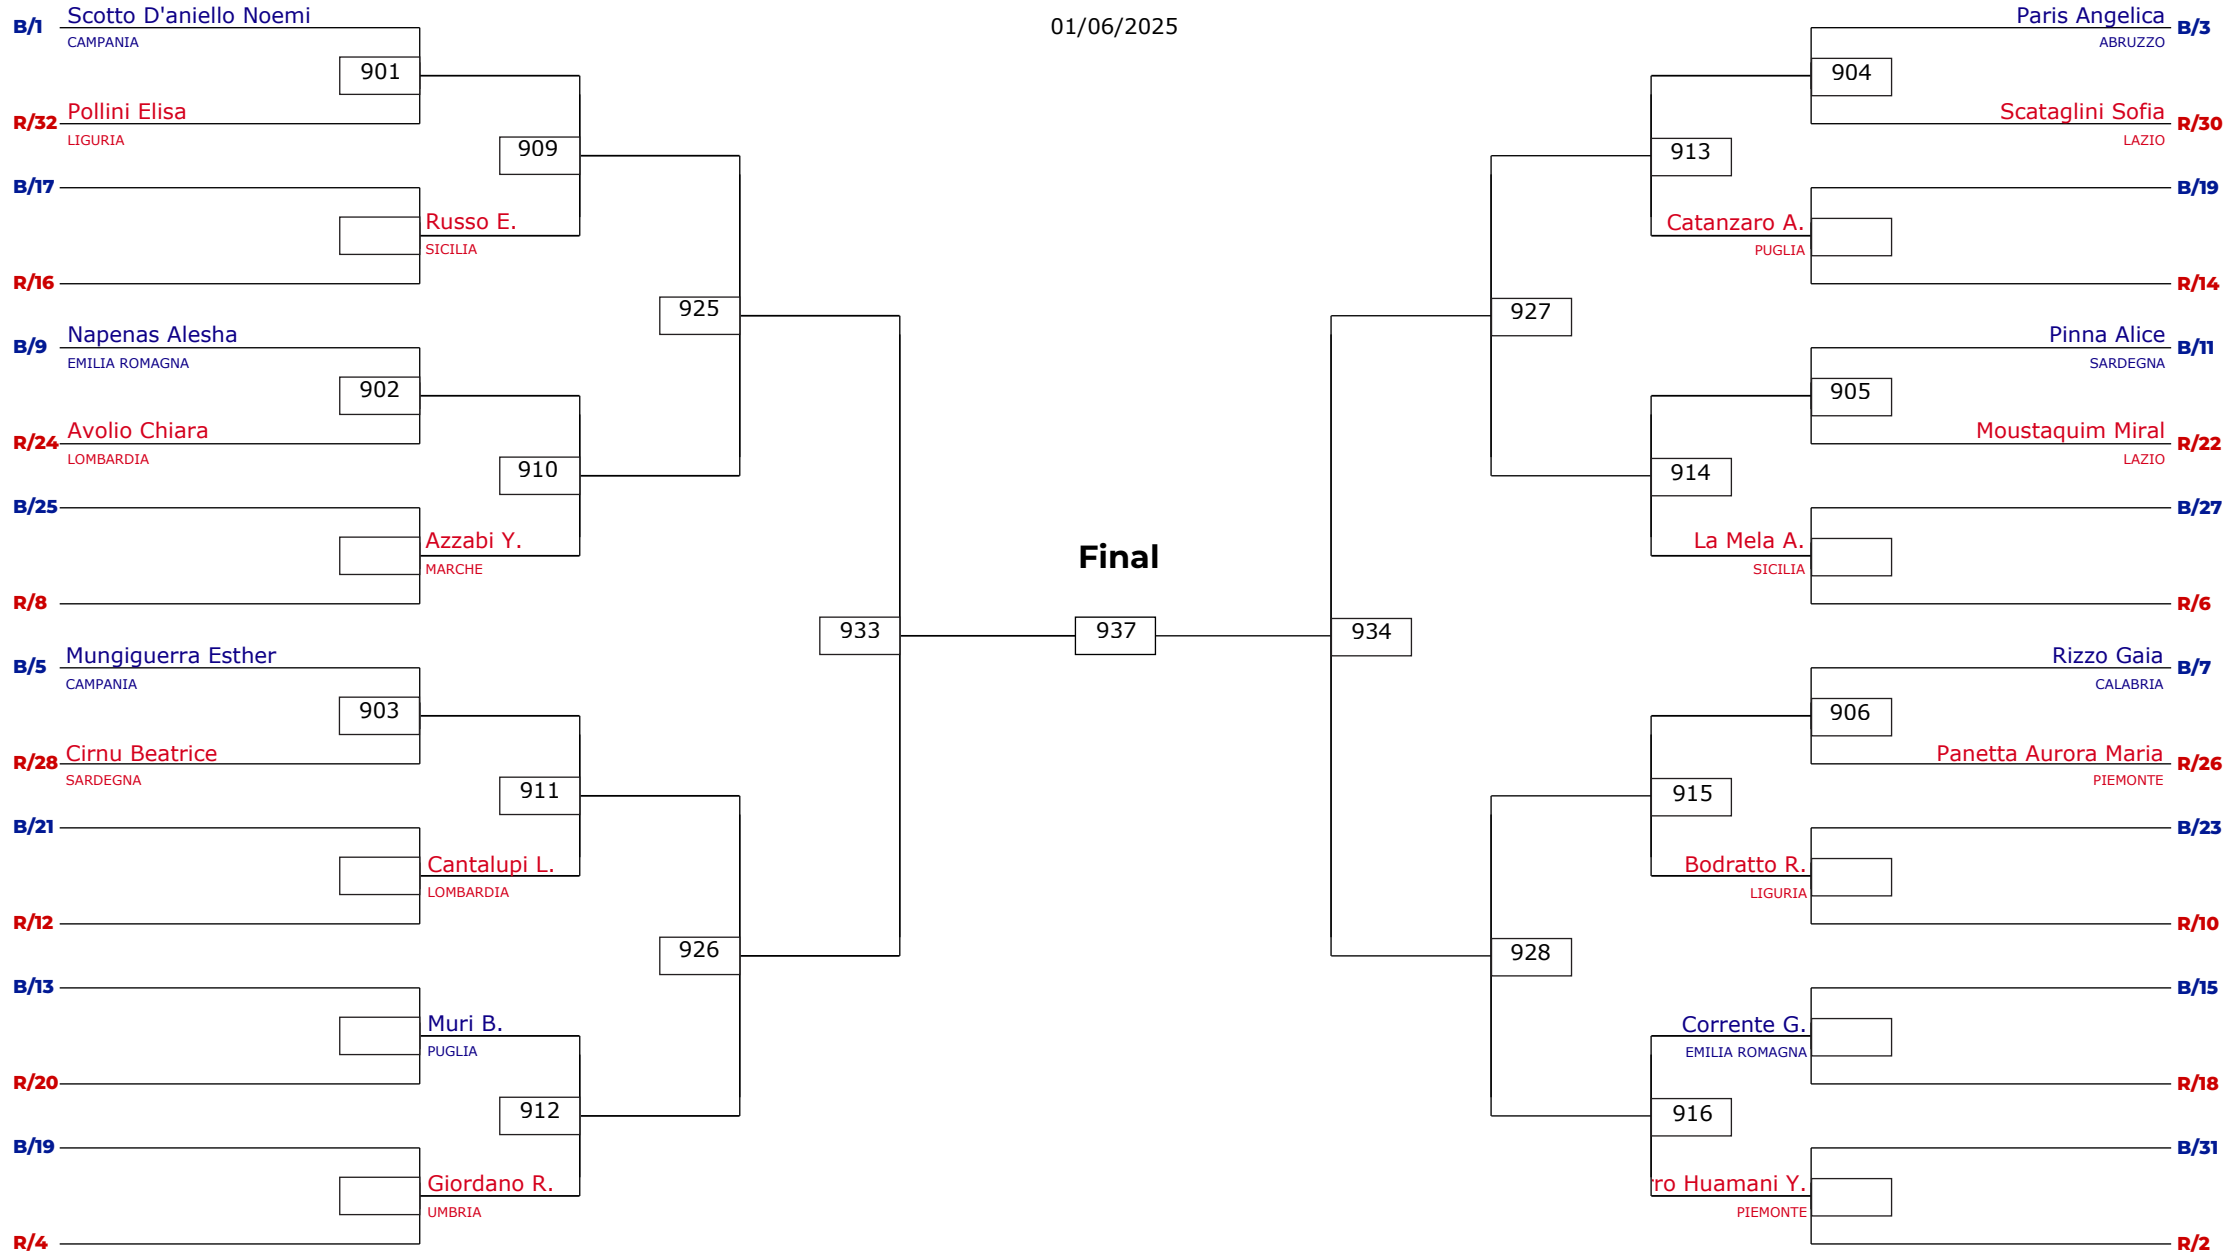 01/06/2025
B/1 Scotto D'aniello Noemi
CAMPANIA
901
R/32 Pollini Elisa
LIGURIA
909
B/17
Russo E.
SICILIA
R/16
925
B/9 Napenas Alesha
EMILIA ROMAGNA
902
R/24 Avolio Chiara
LOMBARDIA
910
B/25
Azzabi Y.
MARCHE
R/8
933
B/5 Mungiguerra Esther
CAMPANIA
903
R/28 Cirnu Beatrice
SARDEGNA
911
B/21
Cantalupi L.
LOMBARDIA
R/12
926
B/13
Muri B.
PUGLIA
R/20
912
B/19
Giordano R.
UMBRIA
R/4
Final
937
Paris Angelica B/3
ABRUZZO
904
Scataglini Sofia R/30
LAZIO
913
B/19
Catanzaro A.
PUGLIA
R/14
927
Pinna Alice B/11
SARDEGNA
905
Moustaquim Miral R/22
LAZIO
914
B/27
La Mela A.
SICILIA
R/6
934
Rizzo Gaia B/7
CALABRIA
906
Panetta Aurora Maria R/26
PIEMONTE
915
B/23
Bodratto R.
LIGURIA
R/10
928
B/15
Corrente G.
EMILIA ROMAGNA
R/18
916
B/31
Huamani Y.
PIEMONTE
R/2